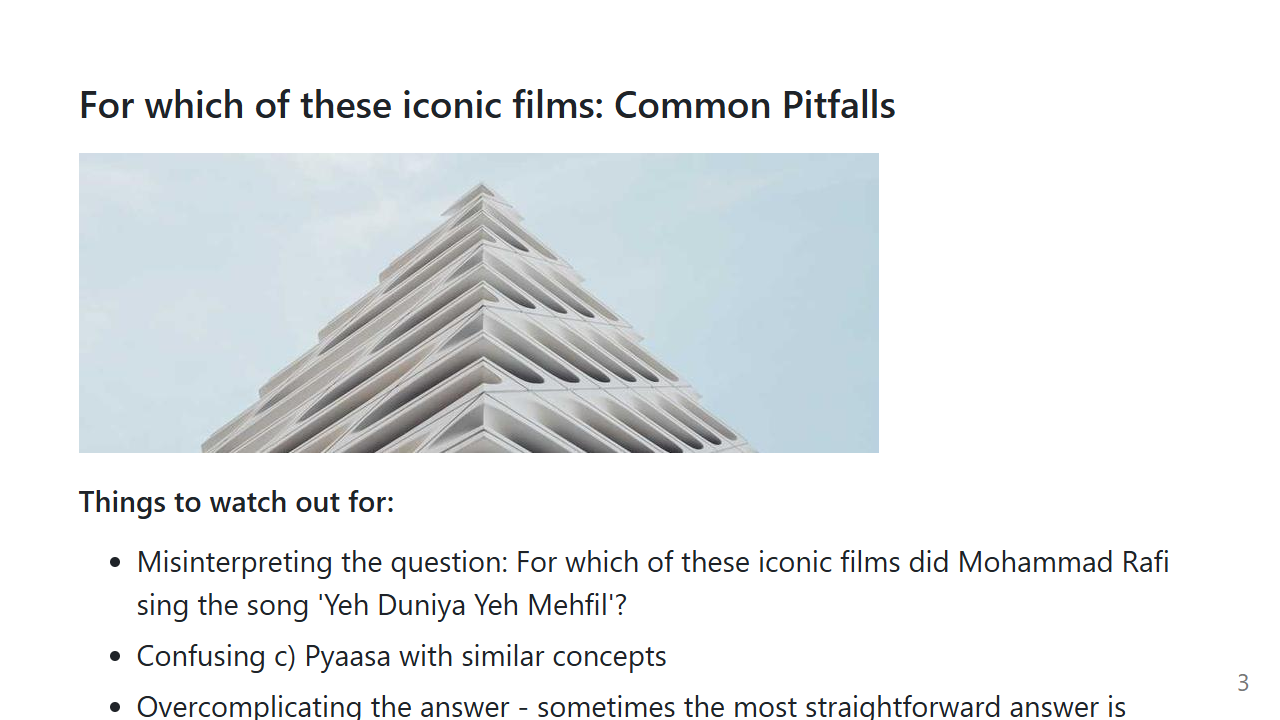 For which of these iconic films: Common Pitfalls
Things to watch out for:
• Misinterpreting the question: For which of these iconic films did Mohammad Rafi
sing the song 'Yeh Duniya Yeh Mehfil'?
• Confusing c) Pyaasa with similar concepts
• Overcomplicating the answer - sometimes the most straightforward answer is
3